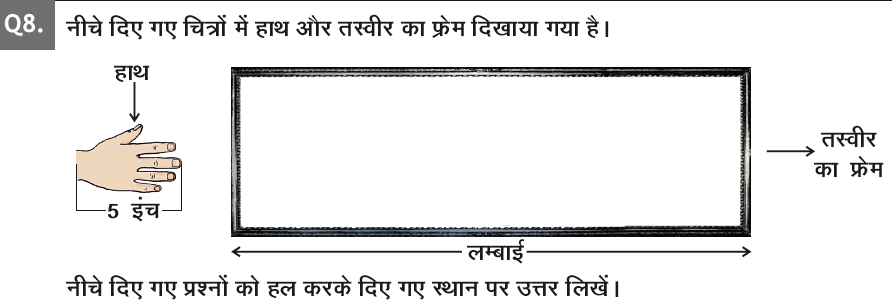 Q8. नीचे दिए गए चित्रों में हाथ और तस्वीर का फ्रेम दिखाया गया है।
हाथ
तस्वीर
का फ्रेम
5 इंच
लम्बाई
नीचे दिए गए प्रश्नों को हल करके दिए गए स्थान पर उत्तर लिखें।